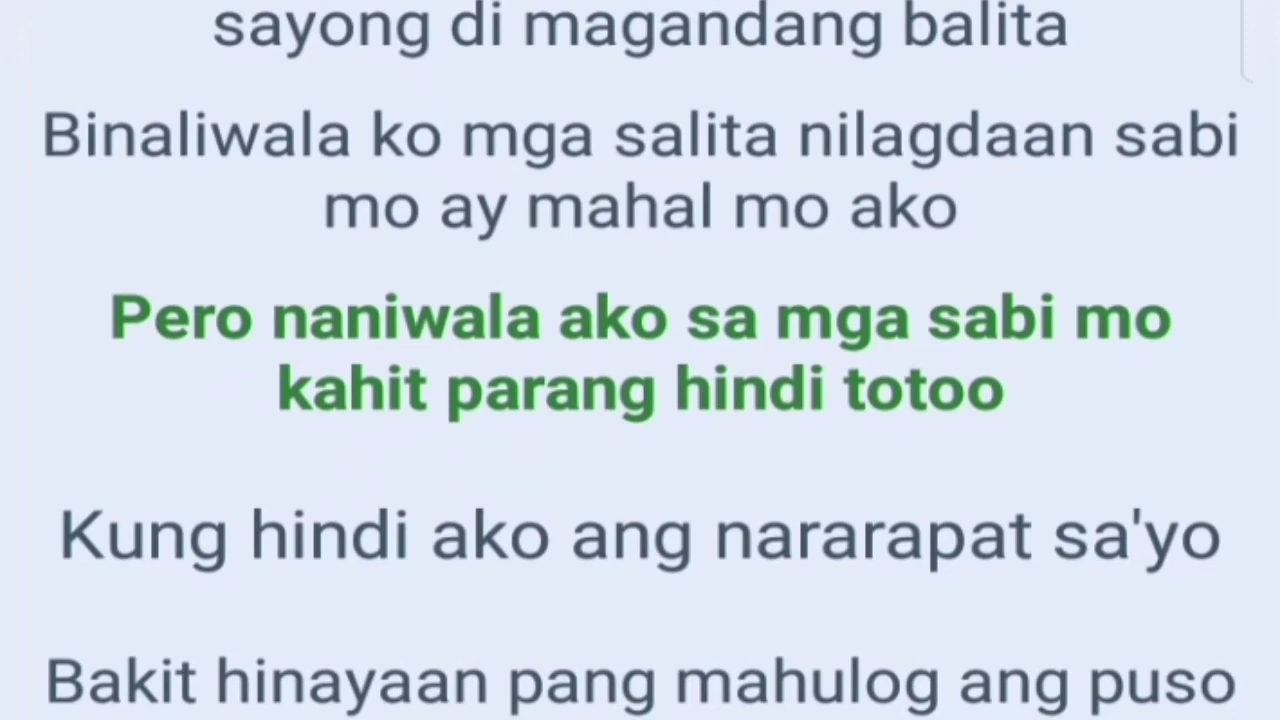 sayong di magandang balita
Binaliwala ko mga salita nilagdaan sabi
mo ay mahal mo ako
Pero naniwala ako sa mga sabi mo
kahit parang hindi totoo
Kung hindi ako ang nararapat sa'yo
Bakit hinayaan pang mahulog ang puso